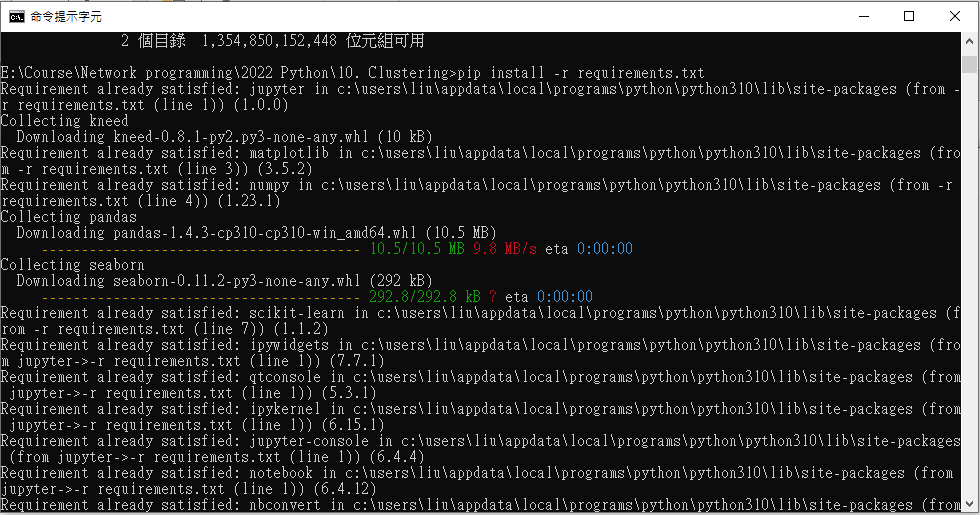 命令提示字元
2 個目錄  1,354,850,152,448 位元組可用
E:\Course\Network programming\2022 Python\10. Clustering>pip install -r requirements.txt
Requirement already satisfied: jupyter in c:\users\liu\appdata\local\programs\python\python310\lib\site-packages (from -
r requirements.txt (line 1)) (1.0.0)
Collecting kneed
  Downloading kneed-0.8.1-py2.py3-none-any.whl (10 kB)
Requirement already satisfied: matplotlib in c:\users\liu\appdata\local\programs\python\python310\lib\site-packages (fro
m -r requirements.txt (line 3)) (3.5.2)
Requirement already satisfied: numpy in c:\users\liu\appdata\local\programs\python\python310\lib\site-packages (from -r
requirements.txt (line 4)) (1.23.1)
Collecting pandas
  Downloading pandas-1.4.3-cp310-cp310-win_amd64.whl (10.5 MB)
     ---------------------------------------- 10.5/10.5 MB 9.8 MB/s eta 0:00:00
Collecting seaborn
  Downloading seaborn-0.11.2-py3-none-any.whl (292 kB)
     ---------------------------------------- 292.8/292.8 kB ? eta 0:00:00
Requirement already satisfied: scikit-learn in c:\users\liu\appdata\local\programs\python\python310\lib\site-packages (f
rom -r requirements.txt (line 7)) (1.1.2)
Requirement already satisfied: ipywidgets in c:\users\liu\appdata\local\programs\python\python310\lib\site-packages (fro
m jupyter->-r requirements.txt (line 1)) (7.7.1)
Requirement already satisfied: qtconsole in c:\users\liu\appdata\local\programs\python\python310\lib\site-packages (from
 jupyter->-r requirements.txt (line 1)) (5.3.1)
Requirement already satisfied: ipykernel in c:\users\liu\appdata\local\programs\python\python310\lib\site-packages (from
 jupyter->-r requirements.txt (line 1)) (6.15.1)
Requirement already satisfied: jupyter-console in c:\users\liu\appdata\local\programs\python\python310\lib\site-packages
 (from jupyter->-r requirements.txt (line 1)) (6.4.4)
Requirement already satisfied: notebook in c:\users\liu\appdata\local\programs\python\python310\lib\site-packages (from
jupyter->-r requirements.txt (line 1)) (6.4.12)
Requirement already satisfied: nbconvert in c:\users\liu\appdata\local\programs\python\python310\lib\site-packages (from